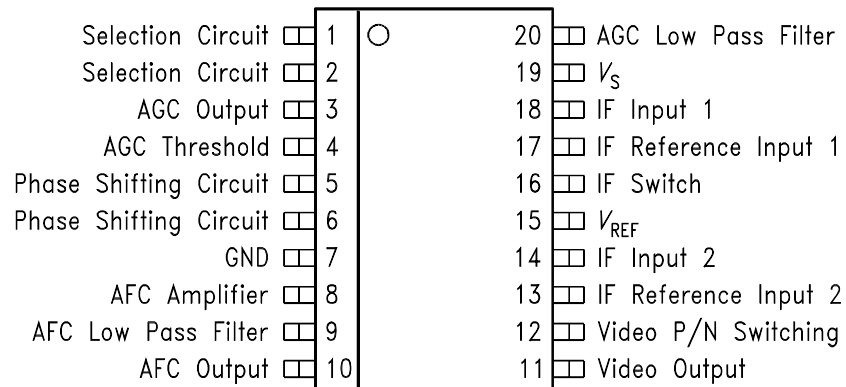 Selection Circuit 1 20 AGC Low Pass Filter
Selection Circuit 2 19 VS
AGC Output 3 18 IF Input 1
AGC Threshold 4 17 IF Reference Input 1
Phase Shifting Circuit 5 16 IF Switch
Phase Shifting Circuit 6 15 VREF
GND 7 14 IF Input 2
AFC Amplifier 8 13 IF Reference Input 2
AFC Low Pass Filter 9 12 Video P/N Switching
AFC Output 10 11 Video Output